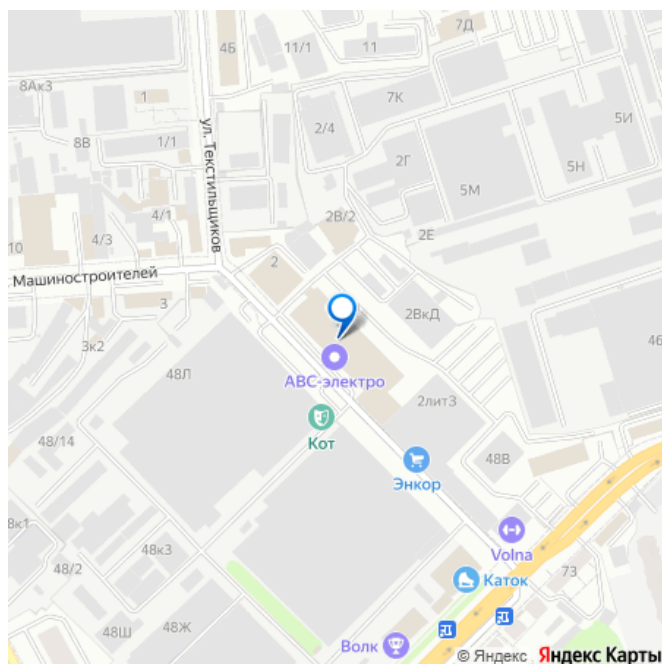 7Д
11/1
11
4Б
8Ак3
1
7К
8В
1/1
2/4
5И
ул. Текстильщиков
2Г
5Н
5М
4/1
2В/2
4/3
2Е
10
2
Машиностроителей
3
2ВкД
3к2
46
48Л
АВС-электро
2лит3
Кот
48/14
48В
Энкор
8к1
Volna
48к3
48/2
73
Каток
48Ш
48Ж
Волк
© Яндекс Яндекс Карты